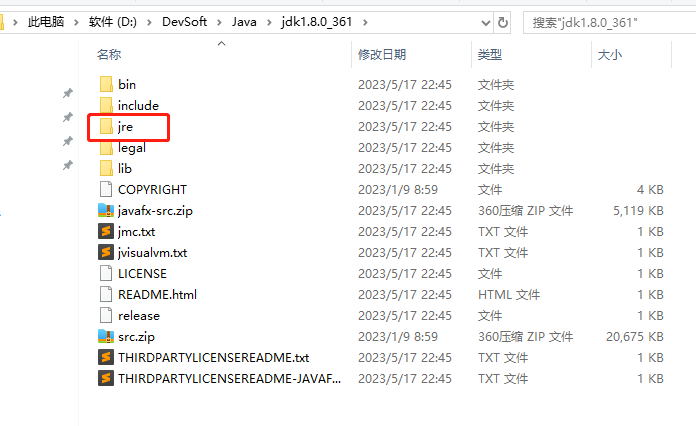 此电脑 > 软件 (D:) > DevSoft > Java > jdk1.8.0_361 > 搜索"jdk1.8.0_361"
名称 修改日期 类型 大小
bin 2023/5/17 22:45 文件夹
include 2023/5/17 22:45 文件夹
jre 2023/5/17 22:45 文件夹
legal 2023/5/17 22:45 文件夹
lib 2023/5/17 22:45 文件夹
COPYRIGHT 2023/1/9 8:59 文件 4 KB
javafx-src.zip 2023/5/17 22:45 360压缩 ZIP 文件 5,119 KB
jmc.txt 2023/5/17 22:45 TXT 文件 1 KB
jvisualvm.txt 2023/5/17 22:45 TXT 文件 1 KB
LICENSE 2023/5/17 22:45 文件 1 KB
README.html 2023/5/17 22:45 HTML 文件 1 KB
release 2023/5/17 22:45 文件 1 KB
src.zip 2023/1/9 8:59 360压缩 ZIP 文件 20,675 KB
THIRDPARTYLICENSEREADME.txt 2023/5/17 22:45 TXT 文件 1 KB
THIRDPARTYLICENSEREADME-JAVAF... 2023/5/17 22:45 TXT 文件 1 KB